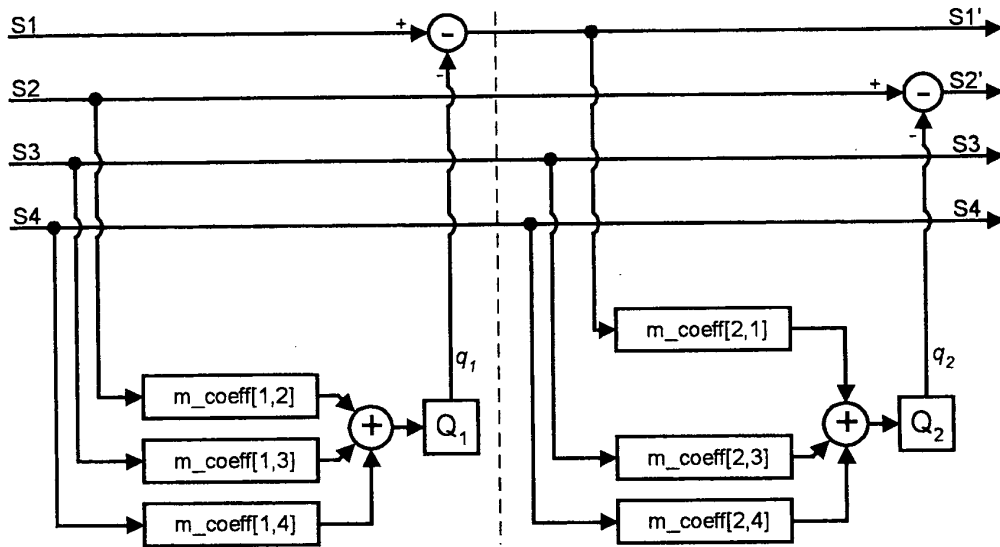 S1
+
-
-
S1'
S2
+
-
-
S2'
S3
S3
S4
S4
m_coeff[2,1]
q1
q2
m_coeff[1,2]
+
Q1
+
Q2
m_coeff[1,3]
m_coeff[2,3]
m_coeff[1,4]
m_coeff[2,4]